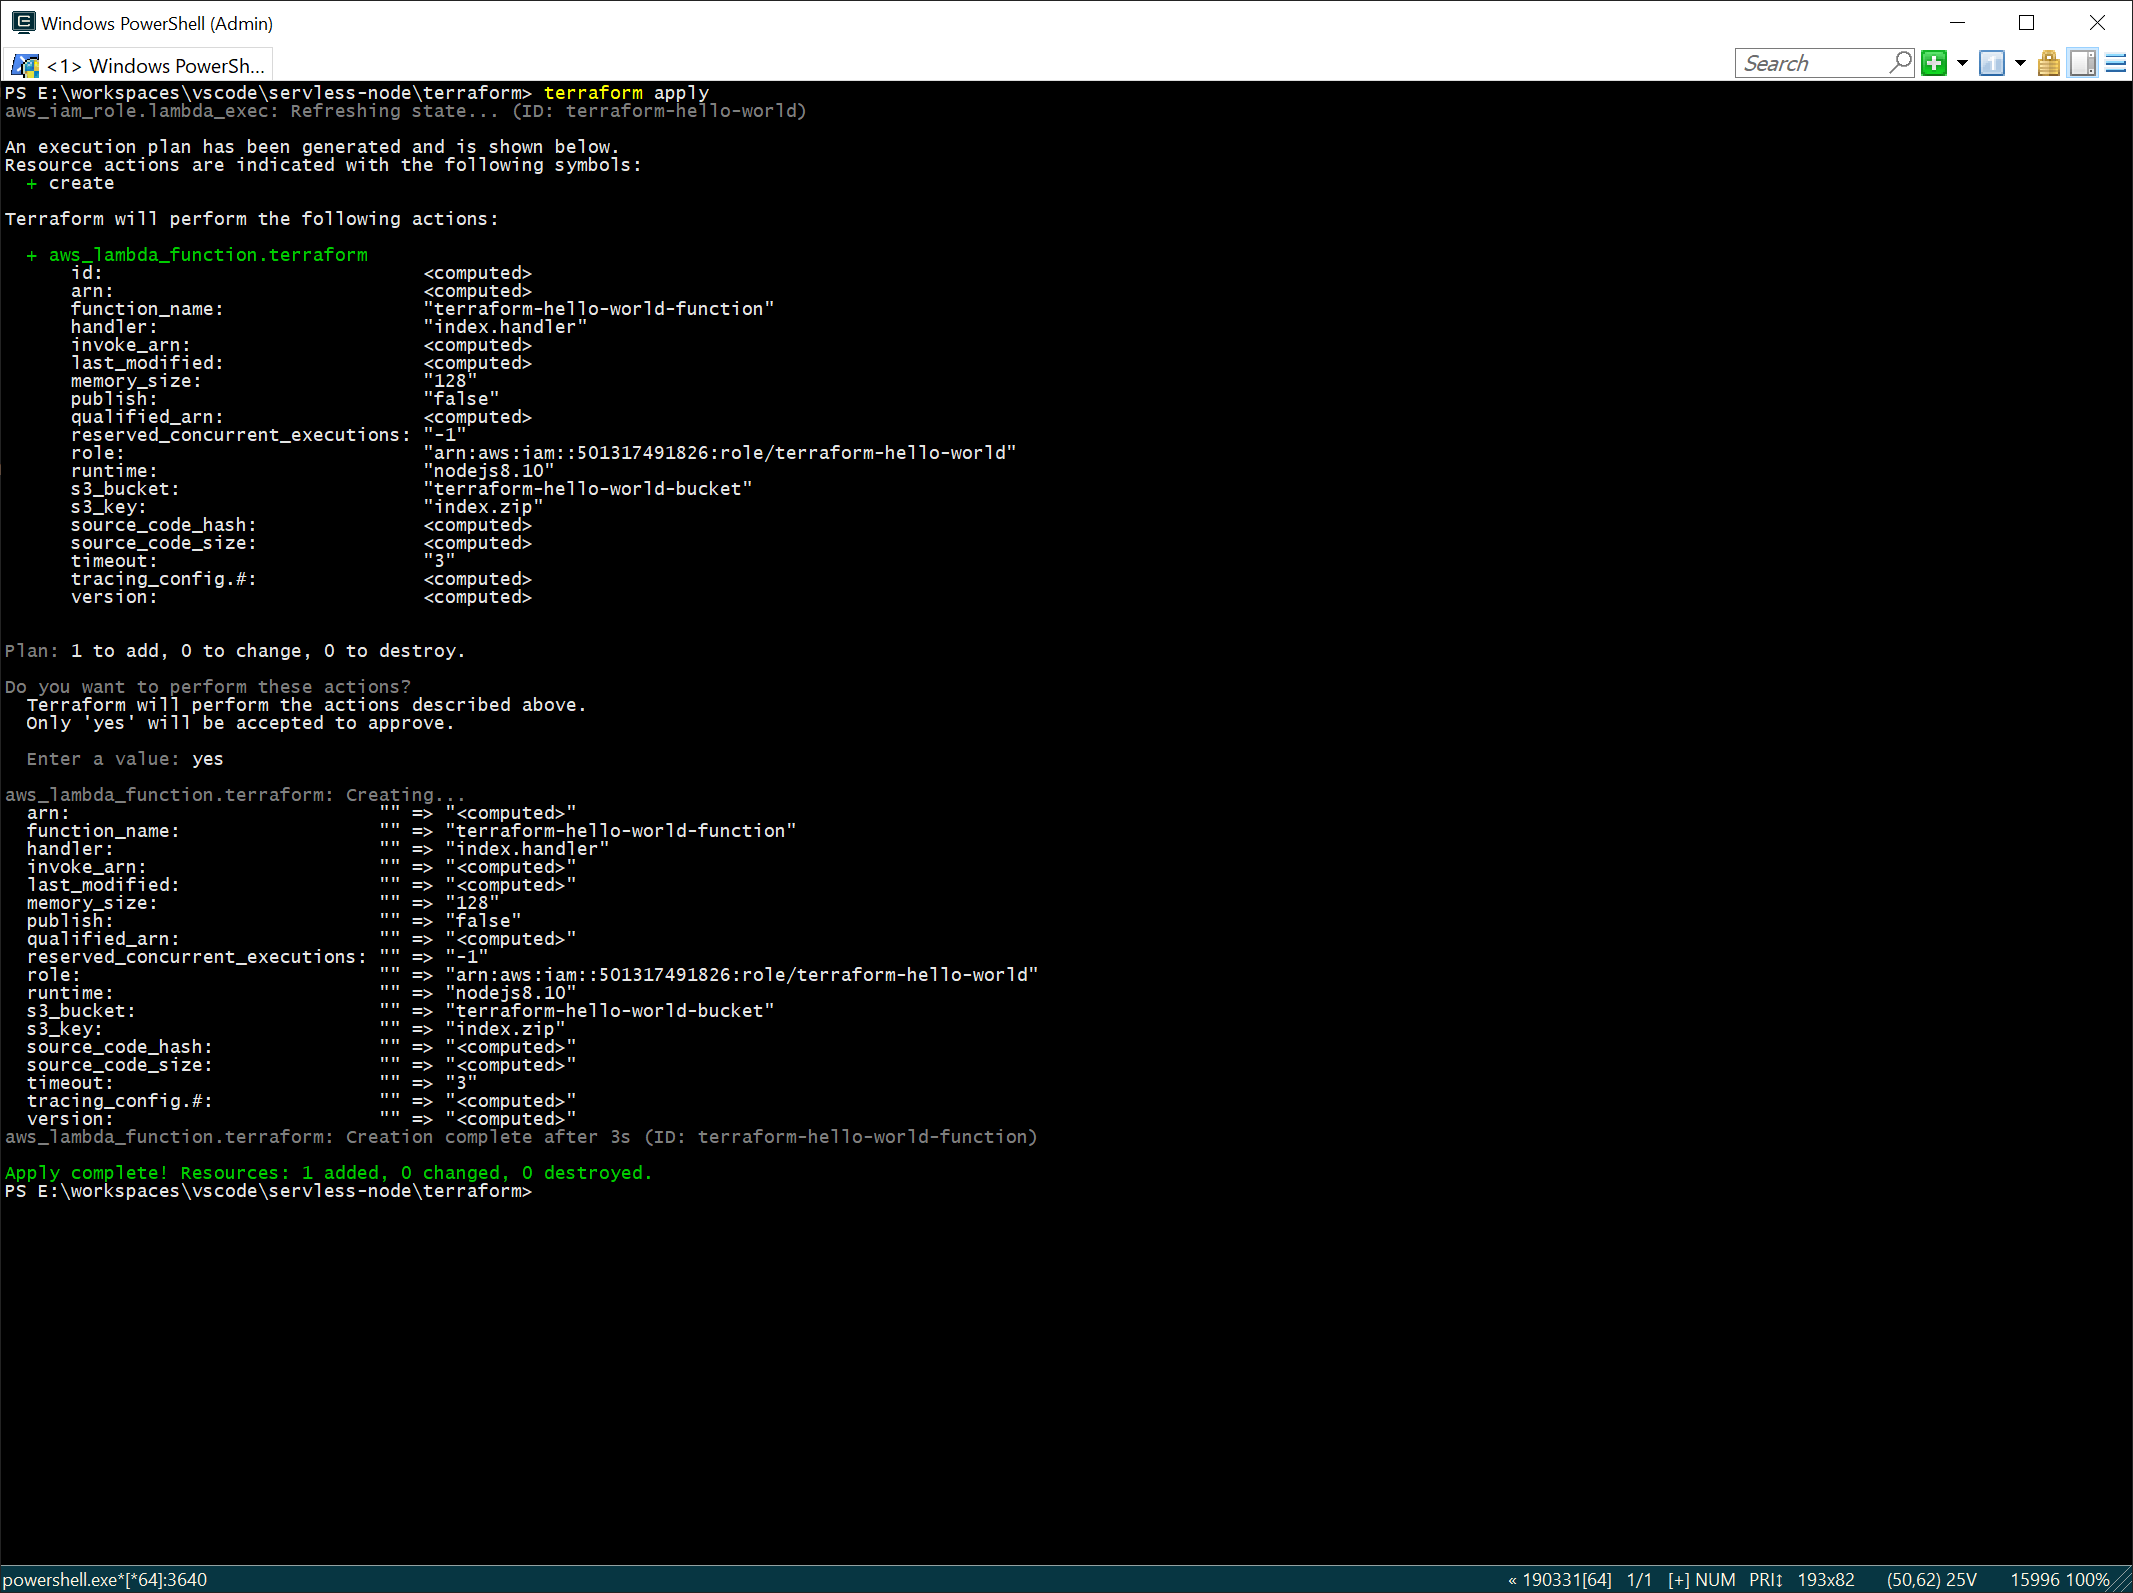 Windows PowerShell (Admin)
<1> Windows PowerSh...
Search
PS E:\workspaces\vscode\servless-node\terraform> terraform apply
aws_iam_role.lambda_exec: Refreshing state... (ID: terraform-hello-world)
An execution plan has been generated and is shown below.
Resource actions are indicated with the following symbols:
+ create
Terraform will perform the following actions:
+ aws_lambda_function.terraform
id: <computed>
arn: <computed>
function_name: "terraform-hello-world-function"
handler: "index.handler"
invoke_arn: <computed>
last_modified: <computed>
memory_size: "128"
publish: "false"
qualified_arn: <computed>
reserved_concurrent_executions: "-1"
role: "arn:aws:iam::501317491826:role/terraform-hello-world"
runtime: "nodejs8.10"
s3_bucket: "terraform-hello-world-bucket"
s3_key: "index.zip"
source_code_hash: <computed>
source_code_size: <computed>
timeout: "3"
tracing_config.#: <computed>
version: <computed>
Plan: 1 to add, 0 to change, 0 to destroy.
Do you want to perform these actions?
Terraform will perform the actions described above.
Only 'yes' will be accepted to approve.
Enter a value: yes
aws_lambda_function.terraform: Creating...
arn: "" => "<computed>"
function_name: "" => "terraform-hello-world-function"
handler: "" => "index.handler"
invoke_arn: "" => "<computed>"
last_modified: "" => "<computed>"
memory_size: "" => "128"
publish: "" => "false"
qualified_arn: "" => "<computed>"
reserved_concurrent_executions: "" => "-1"
role: "" => "arn:aws:iam::501317491826:role/terraform-hello-world"
runtime: "" => "nodejs8.10"
s3_bucket: "" => "terraform-hello-world-bucket"
s3_key: "" => "index.zip"
source_code_hash: "" => "<computed>"
source_code_size: "" => "<computed>"
timeout: "" => "3"
tracing_config.#: "" => "<computed>"
version: "" => "<computed>"
aws_lambda_function.terraform: Creation complete after 3s (ID: terraform-hello-world-function)
Apply complete! Resources: 1 added, 0 changed, 0 destroyed.
PS E:\workspaces\vscode\servless-node\terraform>
powershell.exe*[*64]:3640 « 190331[64] 1/1 [+] NUM PRI↕ 193x82 (50,62) 25V 15996 100%